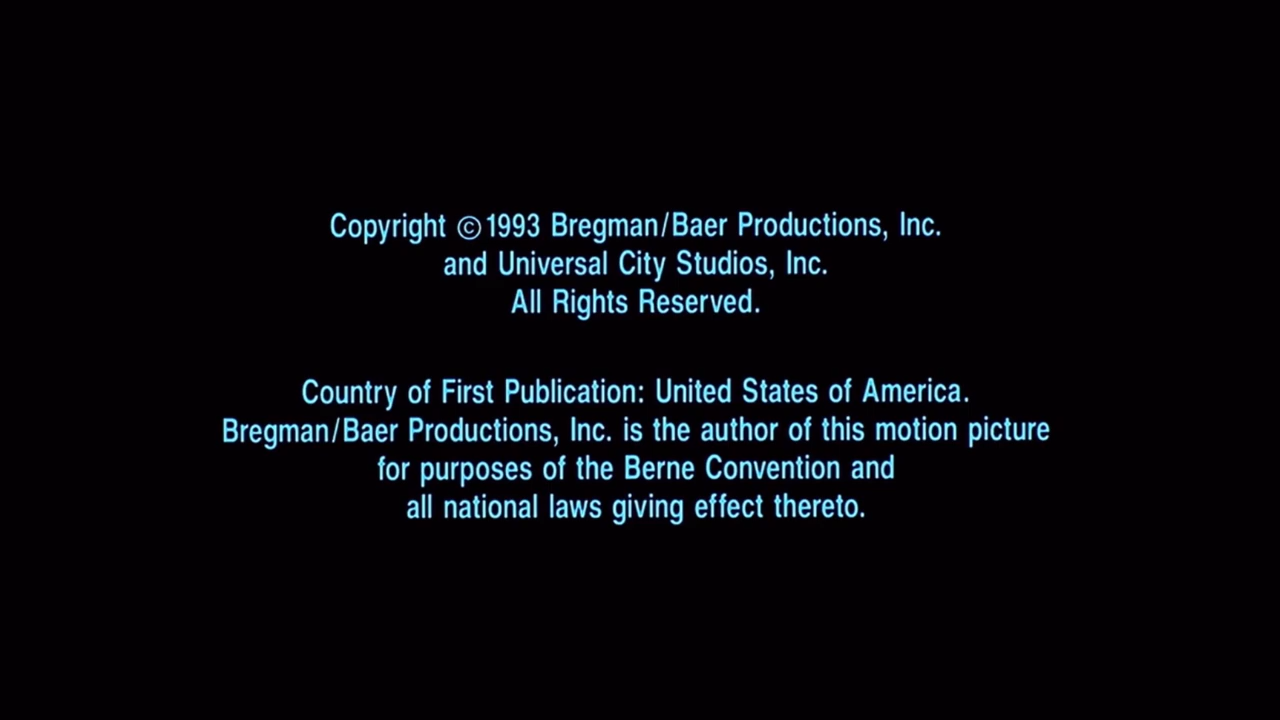 Copyright ©1993 Bregman/Baer Productions, Inc.
and Universal City Studios, Inc.
All Rights Reserved.
Country of First Publication: United States of America.
Bregman/Baer Productions, Inc. is the author of this motion picture
for purposes of the Berne Convention and
all national laws giving effect thereto.